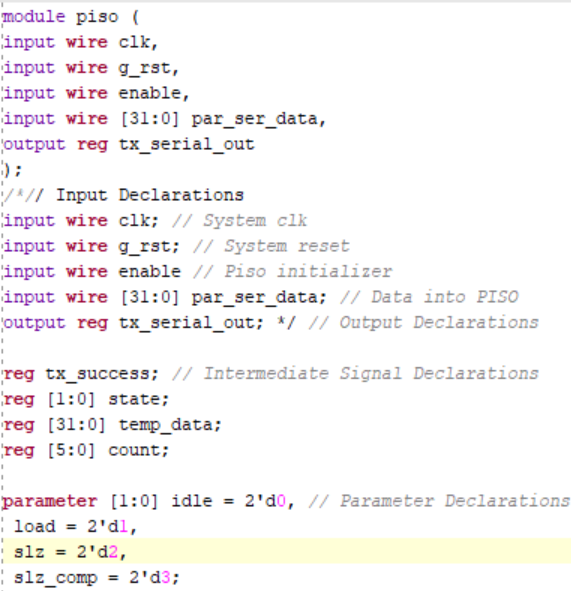 module piso (
input wire clk,
input wire g_rst,
input wire enable,
input wire [31:0] par_ser_data,
output reg tx_serial_out
);
/*// Input Declarations
input wire clk; // System clk
input wire g_rst; // System reset
input wire enable // Piso initializer
input wire [31:0] par_ser_data; // Data into PISO
output reg tx_serial_out; */ // Output Declarations
reg tx_success; // Intermediate Signal Declarations
reg [1:0] state;
reg [31:0] temp_data;
reg [5:0] count;
parameter [1:0] idle = 2'd0, // Parameter Declarations
load = 2'd1,
slz = 2'd2,
slz_comp = 2'd3;